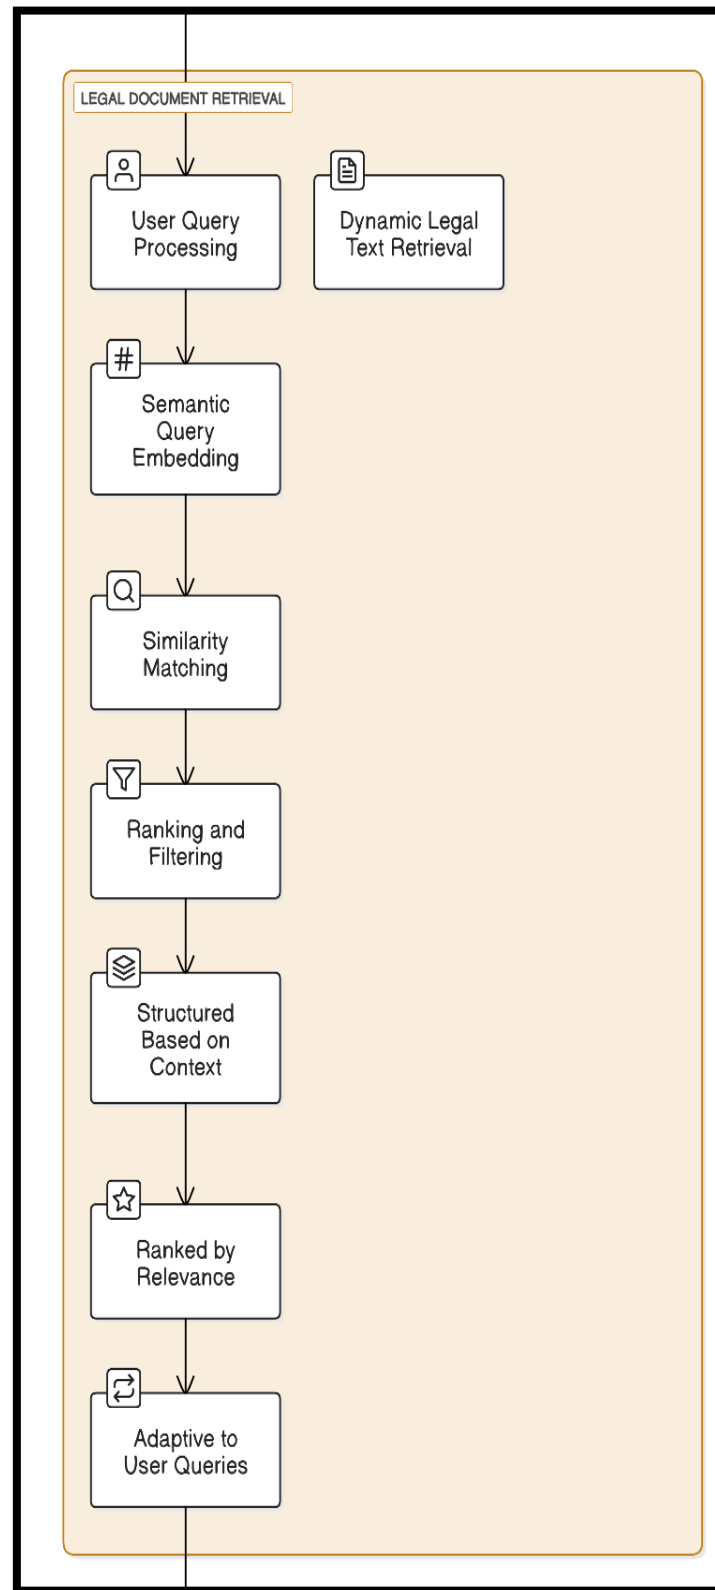 LEGAL DOCUMENT RETRIEVAL
User Query
Processing
Dynamic Legal
Text Retrieval
Semantic
Query
Embedding
Similarity
Matching
Ranking and
Filtering
Structured
Based on
Context
Ranked by
Relevance
Adaptive to
User Queries